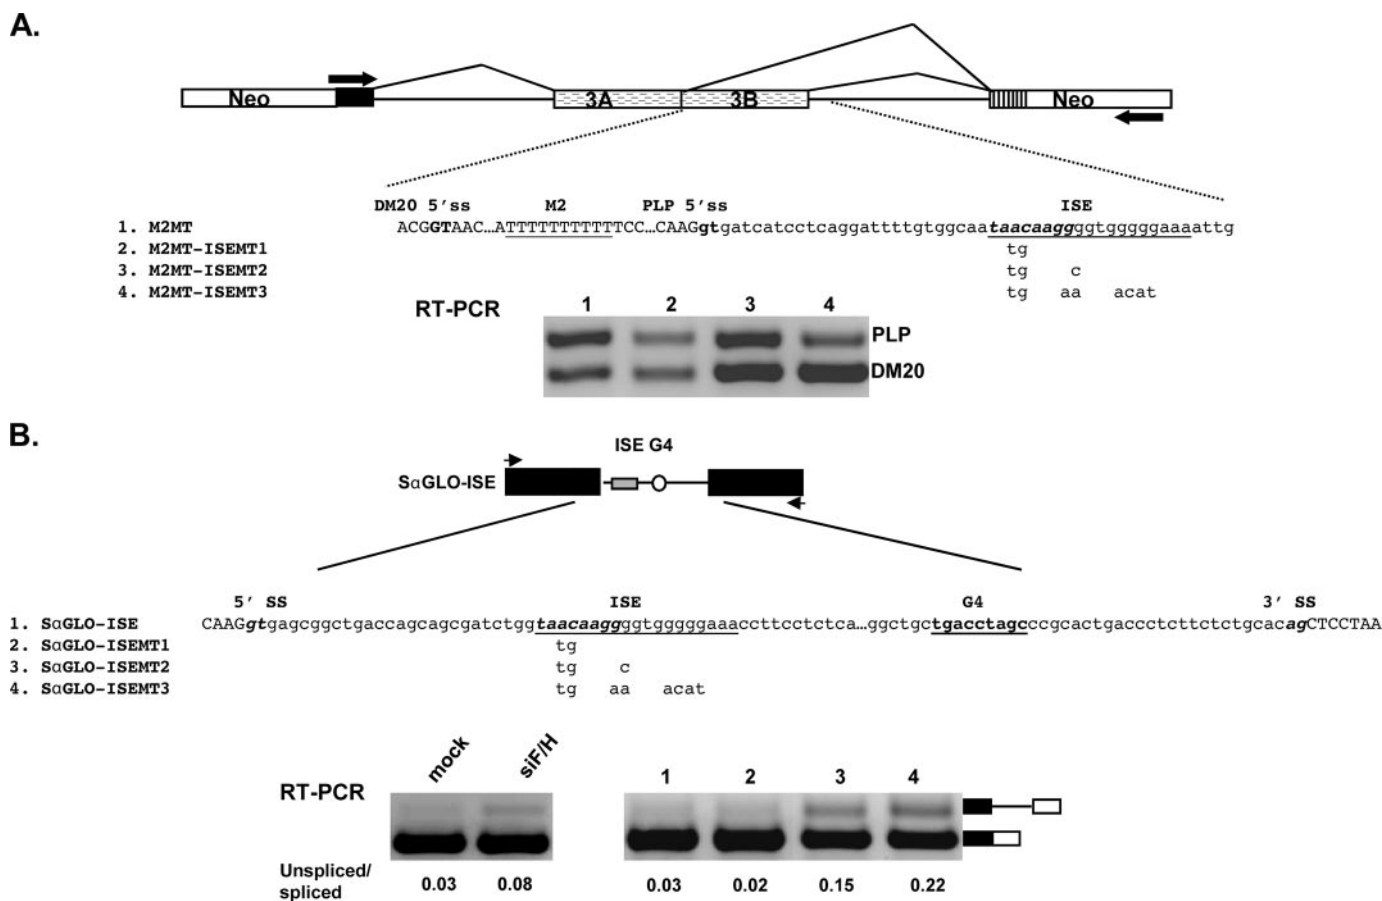 A.
Neo 3A 3B Neo
DM20 5'ss M2 PLP 5'ss ISE
1. M2MT ACGGTAAC…ATTTTTTTTTTTTCC…CAAGgtgatcatcctcaggattttgtggcaataacaaggggtgggggaaaattg
2. M2MT-ISEMT1 tg
3. M2MT-ISEMT2 tg c
4. M2MT-ISEMT3 tg aa acat
RT-PCR 1 2 3 4
PLP
DM20
B.
ISE G4
SαGLO-ISE
5' SS ISE G4 3' SS
1. SαGLO-ISE CAAGgtgagcggctgaccagcagcgatctggtaacaaggggtgggggaaaccttcctctca…ggctgctgacctagcccgcactgaccctcttctctgcacagCTCCTAA
2. SαGLO-ISEMT1 tg
3. SαGLO-ISEMT2 tg c
4. SαGLO-ISEMT3 tg aa acat
mock siF/H
RT-PCR 1 2 3 4
Unspliced/
spliced 0.03 0.08 0.03 0.02 0.15 0.22